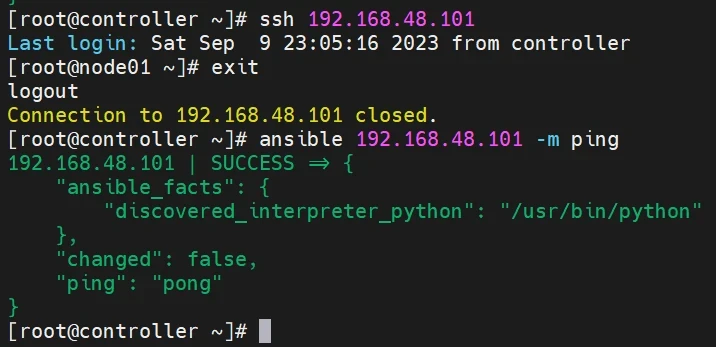 [root@controller ~]# ssh 192.168.48.101
Last login: Sat Sep  9 23:05:16 2023 from controller
[root@node01 ~]# exit
logout
Connection to 192.168.48.101 closed.
[root@controller ~]# ansible 192.168.48.101 -m ping
192.168.48.101 | SUCCESS => {
    "ansible_facts": {
        "discovered_interpreter_python": "/usr/bin/python"
    },
    "changed": false,
    "ping": "pong"
}
[root@controller ~]#